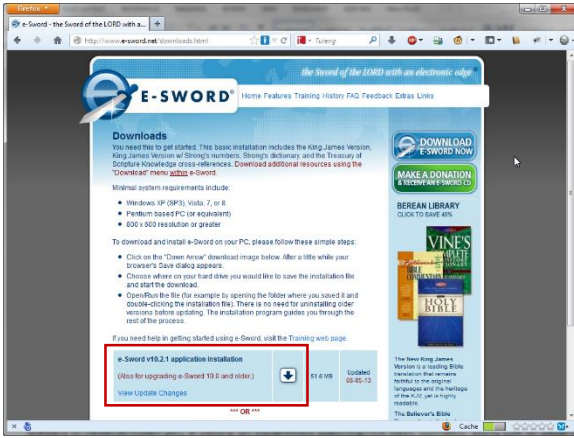 Firefox
e-Sword - the Sword of the LORD with a...
http://www.e-sword.net/downloads.html
the Sword of the LORD with an electronic edge
E-SWORD®
Home Features Training History FAQ Feedback Extras Links
Downloads
You need this to get started. This basic installation includes the King James Version,
King James Version w/ Strong's numbers, Strong's dictionary, and the Treasury of
Scripture Knowledge cross-references. Download additional resources using the
"Download" menu within e-Sword.
Minimal system requirements include:
Windows XP (SP3), Vista, 7, or 8
Pentium based PC (or equivalent)
800 x 600 resolution or greater
To download and install e-Sword on your PC, please follow these simple steps:
Click on the "Down Arrow" download image below. After a little while your
browser's Save dialog appears.
Choose where on your hard drive you would like to save the installation file
and start the download.
Open/Run the file (for example by opening the folder where you saved it and
double-clicking the installation file). There is no need for uninstalling older
versions before updating. The installation program guides you through the
rest of the process.
If you need help in getting started using e-Sword, visit the Training web page
e-Sword v10.2.1 application installation
(Also for upgrading e-Sword 10.0 and older.)
View Update Changes
51.6 MB
Updated
08-05-13
*** OR ***
DOWNLOAD
E-SWORD NOW
MAKE A DONATION
& RECEIVE AN E-SWORD CD
BEREAN LIBRARY
CLICK TO SAVE 40%
VINE'S
COMPLETE
HOLY
BIBLE
The New King James
Version is a leading Bible
translation that remains
faithful to the original
languages and the heritage
of the KJV, yet is highly
readable.
The Believer's Bible
Cache